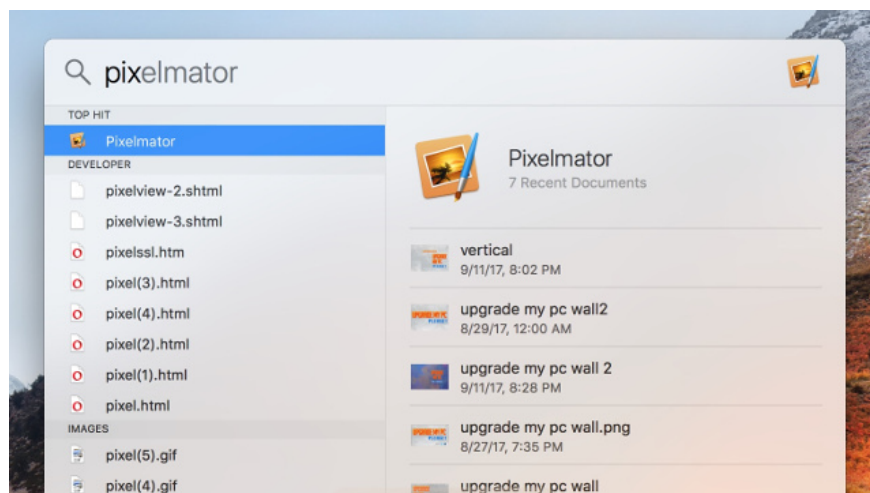 pixelmator
TOP HIT
Pixelmator
DEVELOPER
pixelview-2.shtml
pixelview-3.shtml
pixelssl.htm
pixel(3).html
pixel(4).html
pixel(2).html
pixel(1).html
pixel.html
IMAGES
pixel(5).gif
pixel(4).gif
Pixelmator
7 Recent Documents
vertical
9/11/17, 8:02 PM
upgrade my pc wall2
8/29/17, 12:00 AM
upgrade my pc wall 2
9/11/17, 8:28 PM
upgrade my pc wall.png
8/27/17, 7:35 PM
upgrade my pc wall